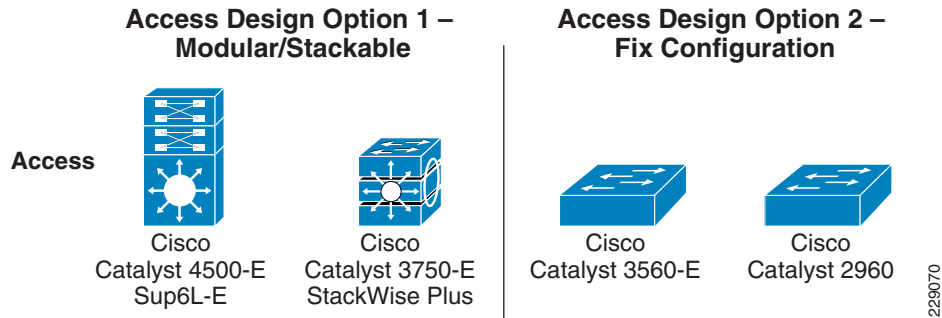 Access Design Option 1 –
Modular/Stackable
Access Design Option 2 –
Fix Configuration
Access
Cisco
Catalyst 4500-E
Sup6L-E
Cisco
Catalyst 3750-E
StackWise Plus
Cisco
Catalyst 3560-E
Cisco
Catalyst 2960
229070